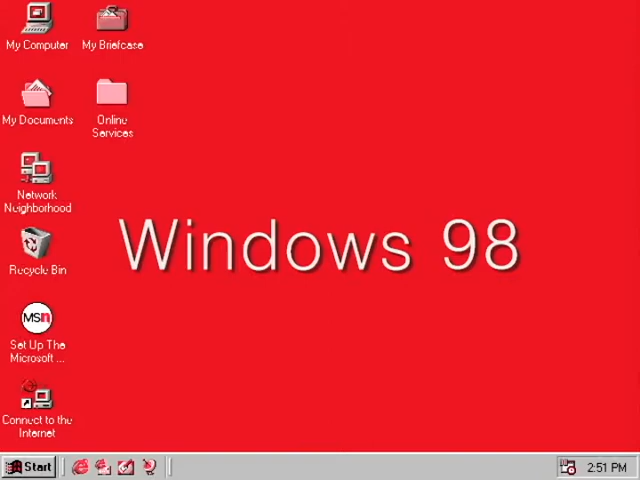 My Computer
My Briefcase
My Documents
Online
Services
Network
Neighborhood
Recycle Bin
MSn
Set Up The
Microsoft ...
Connect to the
Internet
Windows 98
Start
2:51 PM